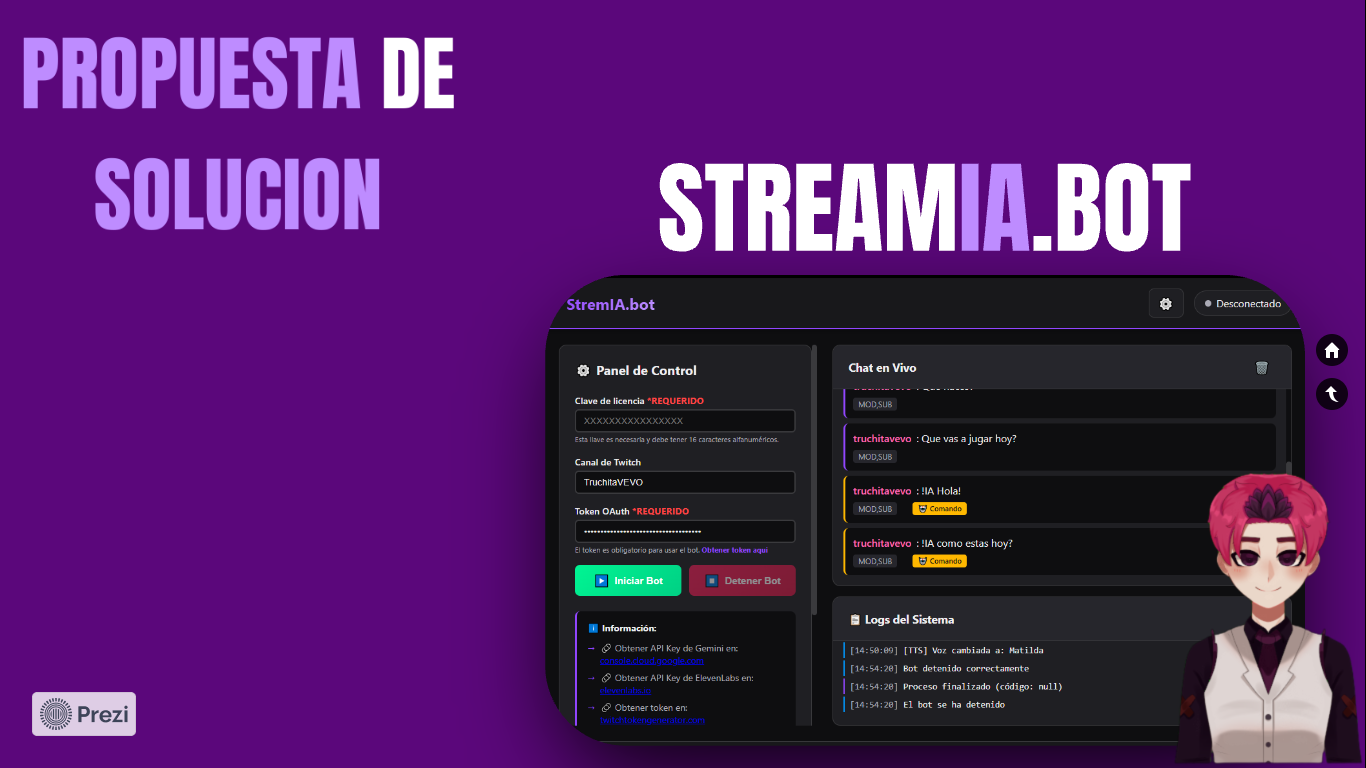 PROPUESTA DE
SOLUCION
STREAMIA.BOT
StremIA.bot
Desconectado
Panel de Control
Clave de licencia *REQUERIDO
XXXXXXXXXXXXXXXX
Esta llave es necesaria y debe tener 16 caracteres alfanuméricos.
Canal de Twitch
TruchitaVEVO
Token OAuth *REQUERIDO
••••••••••••••••••••••••••••••••••••
El token es obligatorio para usar el bot. Obtener token aquí
Iniciar Bot
Detener Bot
Información:
→ Obtener API Key de Gemini en:
console.cloud.google.com
→ Obtener API Key de ElevenLabs en:
→ Obtener token en:
Chat en Vivo
MOD,SUB
truchitavevo : Que vas a jugar hoy?
MOD,SUB
truchitavevo : !IA Hola!
MOD,SUB Comando
truchitavevo : !IA como estas hoy?
MOD,SUB Comando
Logs del Sistema
[14:50:09] [TTS] Voz cambiada a: Matilda
[14:54:20] Bot detenido correctamente
[14:54:20] Proceso finalizado (código: null)
[14:54:20] El bot se ha detenido
Prezi